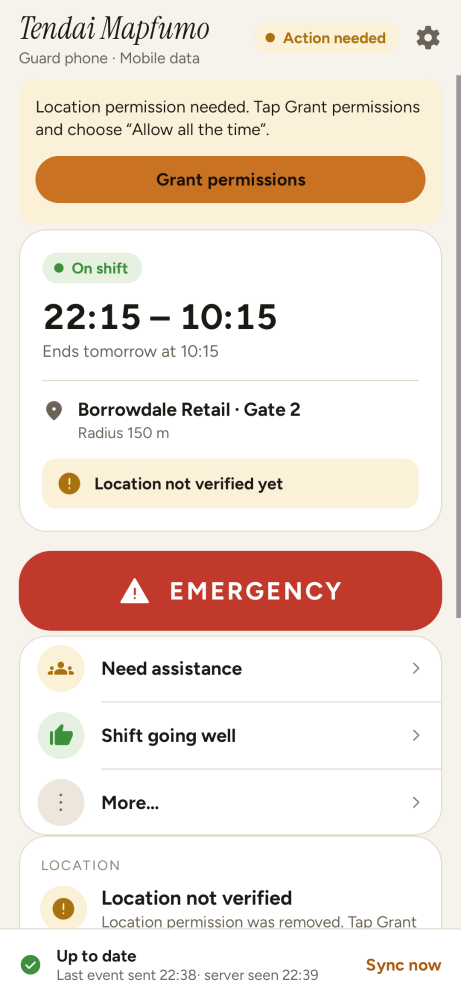 Tendai Mapfumo
Guard phone · Mobile data
Action needed
Location permission needed. Tap Grant permissions
and choose “Allow all the time”.
Grant permissions
On shift
22:15 – 10:15
Ends tomorrow at 10:15
Borrowdale Retail · Gate 2
Radius 150 m
Location not verified yet
EMERGENCY
Need assistance
Shift going well
More...
LOCATION
Location not verified
Location permission was removed. Tap Grant
Up to date
Last event sent 22:38· server seen 22:39
Sync now